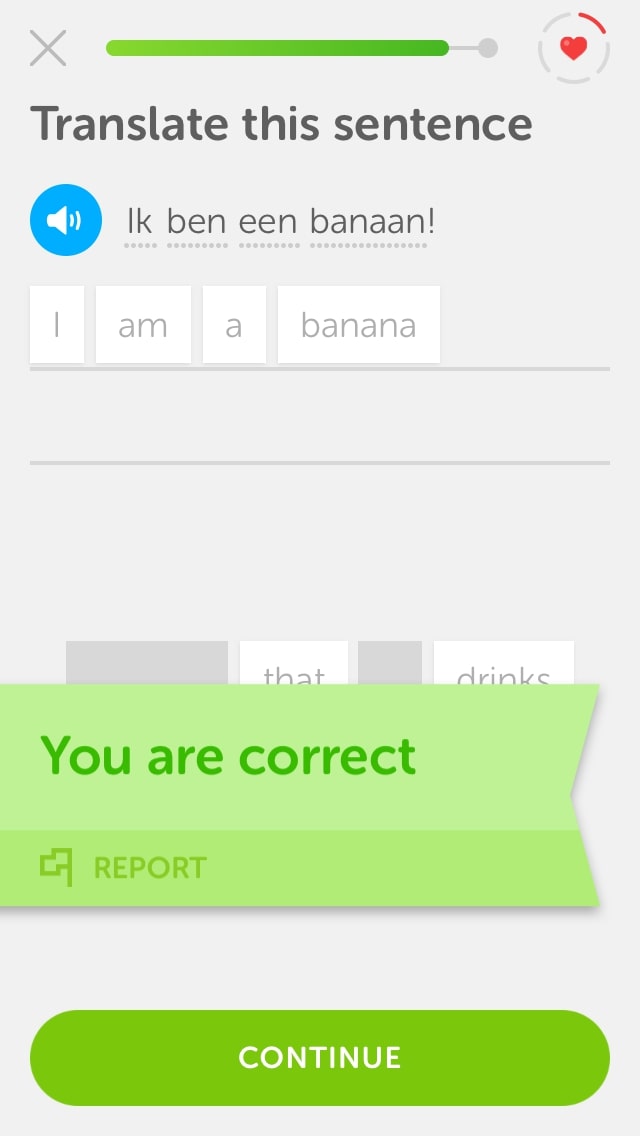 Translate this sentence
Ik ben een banaan!
I am a banana
that drinks
You are correct
REPORT
CONTINUE